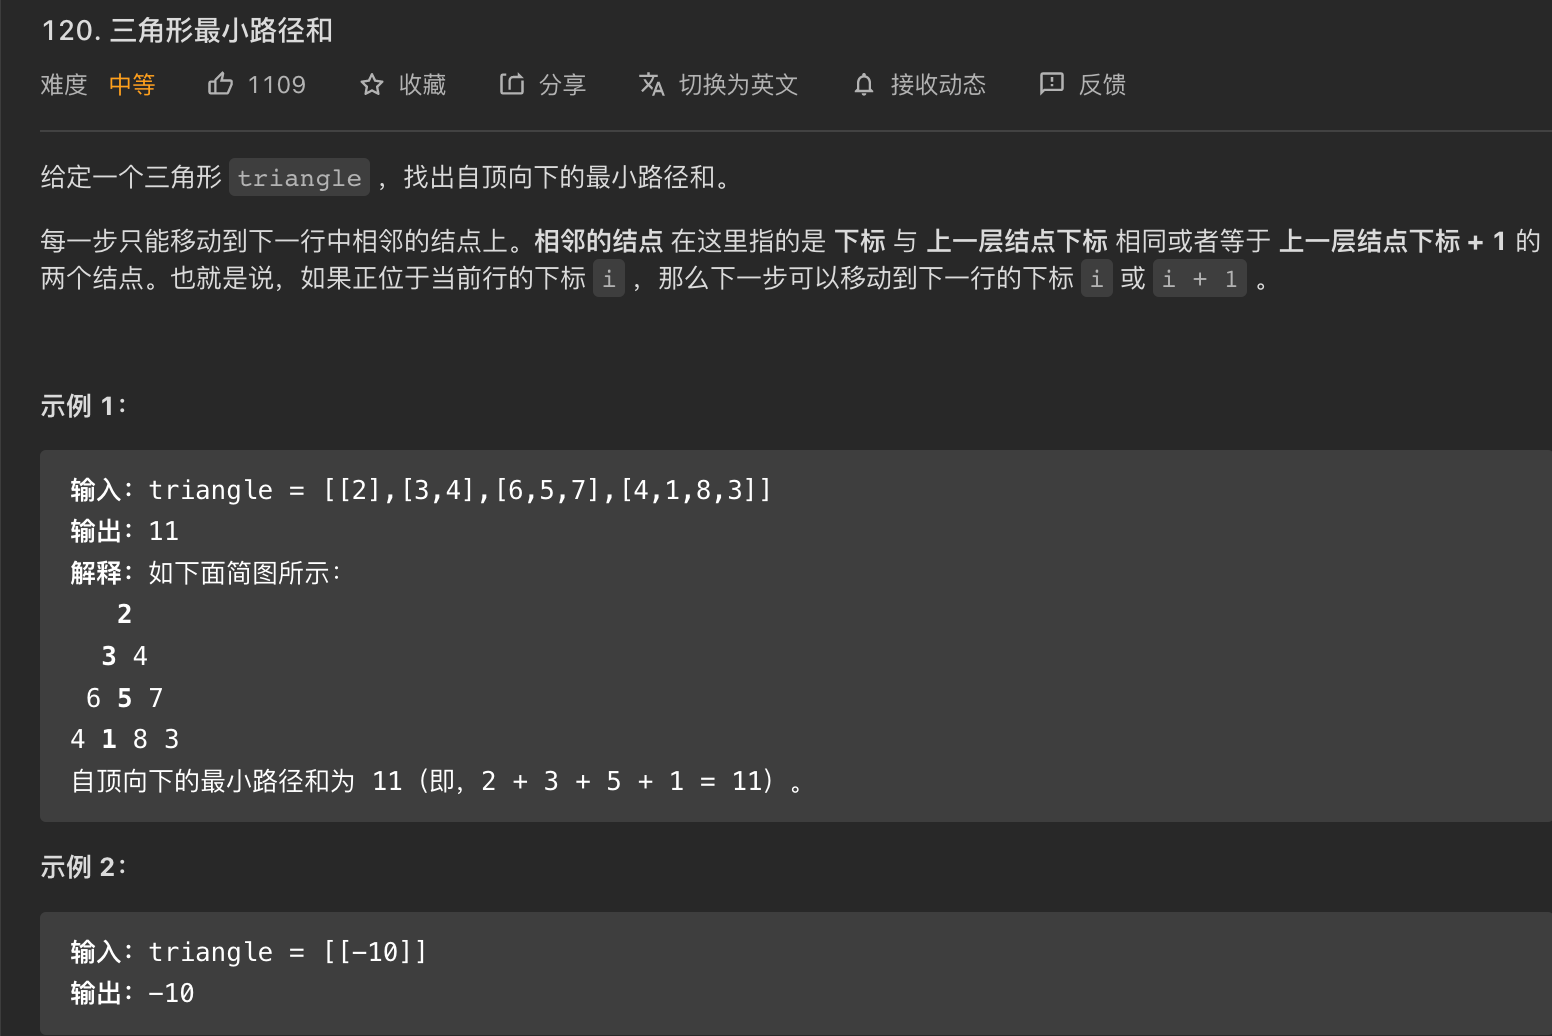 120. 三角形最小路径和
难度 中等 1109 收藏 分享 切换为英文 接收动态 反馈
给定一个三角形 triangle ，找出自顶向下的最小路径和。
每一步只能移动到下一行中相邻的结点上。相邻的结点 在这里指的是 下标 与 上一层结点下标 相同或者等于 上一层结点下标 + 1 的
两个结点。也就是说，如果正位于当前行的下标 i ，那么下一步可以移动到下一行的下标 i 或 i + 1 。
示例 1：
输入：triangle = [[2],[3,4],[6,5,7],[4,1,8,3]]
输出：11
解释：如下面简图所示：
2
3 4
6 5 7
4 1 8 3
自顶向下的最小路径和为 11（即，2 + 3 + 5 + 1 = 11）。
示例 2：
输入：triangle = [[-10]]
输出：-10